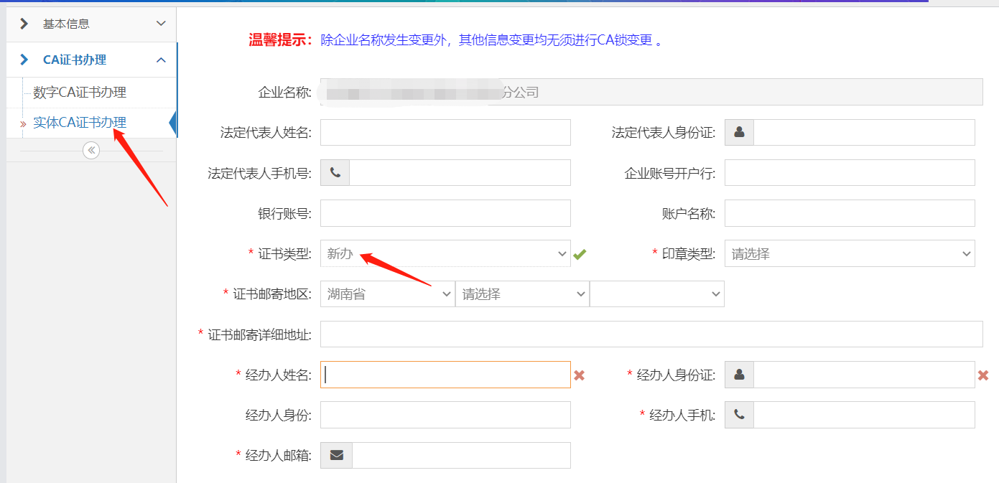 基本信息
CA证书办理
数字CA证书办理
实体CA证书办理
温馨提示：除企业名称发生变更外，其他信息变更均无须进行CA锁变更 。
企业名称: 分公司
法定代表人姓名: 法定代表人身份证:
法定代表人手机号: 企业账号开户行:
银行账号: 账户名称:
* 证书类型: 新办 * 印章类型: 请选择
* 证书邮寄地区: 湖南省 请选择
* 证书邮寄详细地址:
* 经办人姓名: * 经办人身份证:
经办人身份: * 经办人手机:
* 经办人邮箱: